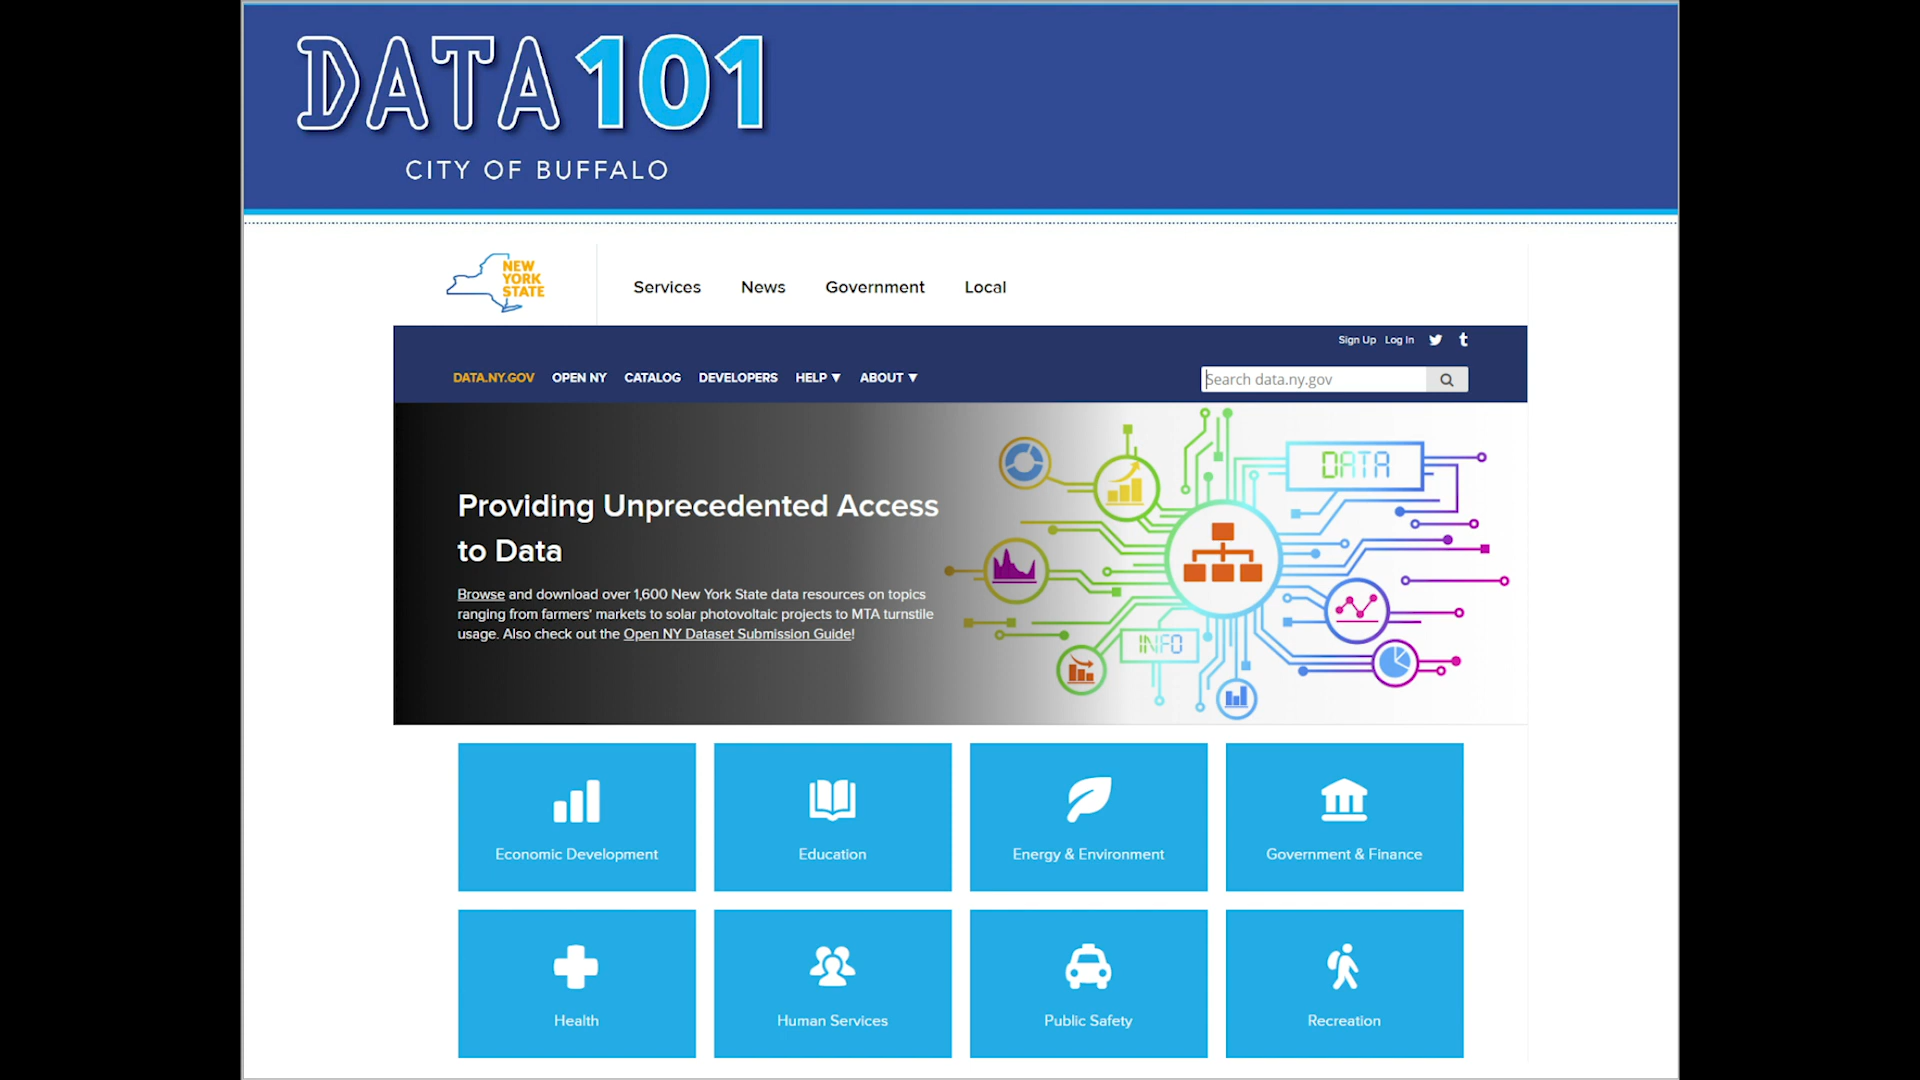 DATA 101
CITY OF BUFFALO
NEW
YORK
STATE
Services News Government Local
Sign Up Log In
DATA.NY.GOV OPEN NY CATALOG DEVELOPERS HELP ▼ ABOUT ▼
Search data.ny.gov
DATA
Providing Unprecedented Access
to Data
Browse and download over 1,600 New York State data resources on topics
ranging from farmers' markets to solar photovoltaic projects to MTA turnstile
usage. Also check out the Open NY Dataset Submission Guide!
INFO
Economic Development Education Energy & Environment Government & Finance
Health Human Services Public Safety Recreation